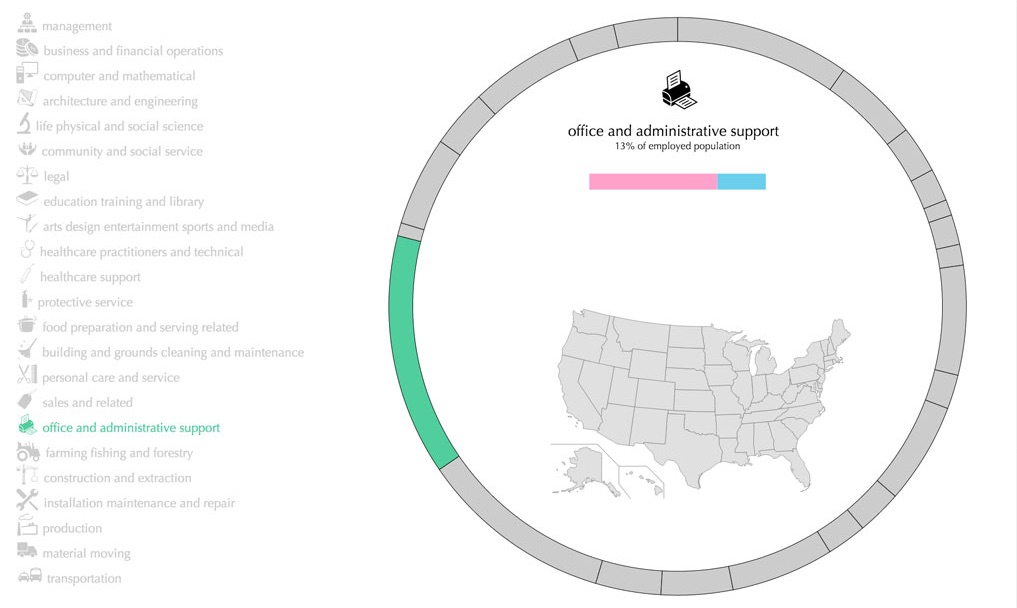 management
business and financial operations
computer and mathematical
architecture and engineering
life physical and social science
community and social service
legal
education training and library
arts design entertainment sports and media
healthcare practitioners and technical
healthcare support
protective service
food preparation and serving related
building and grounds cleaning and maintenance
personal care and service
sales and related
office and administrative support
farming fishing and forestry
construction and extraction
installation maintenance and repair
production
material moving
transportation
office and administrative support
13% of employed population